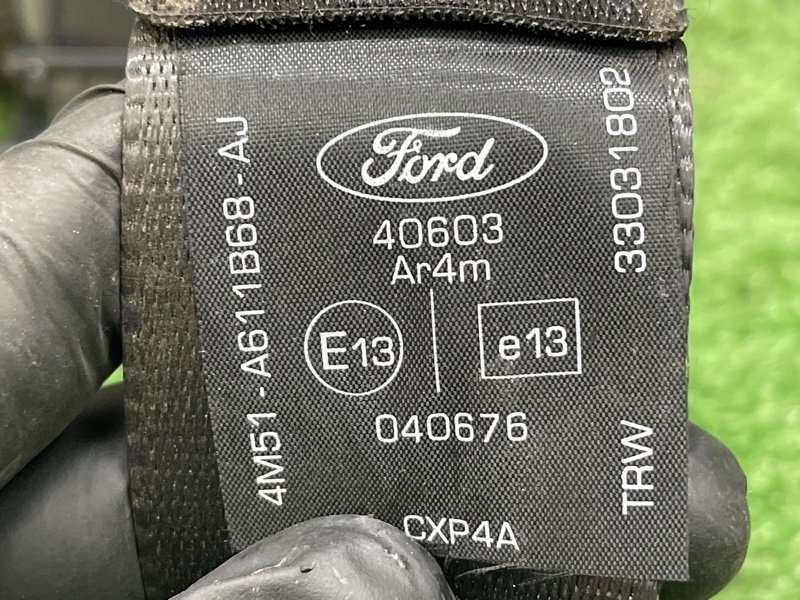 Ford
40603
Ar4m
E13
e13
040676
CXP4A
4M51-A611B68-AJ
33031802
TRW